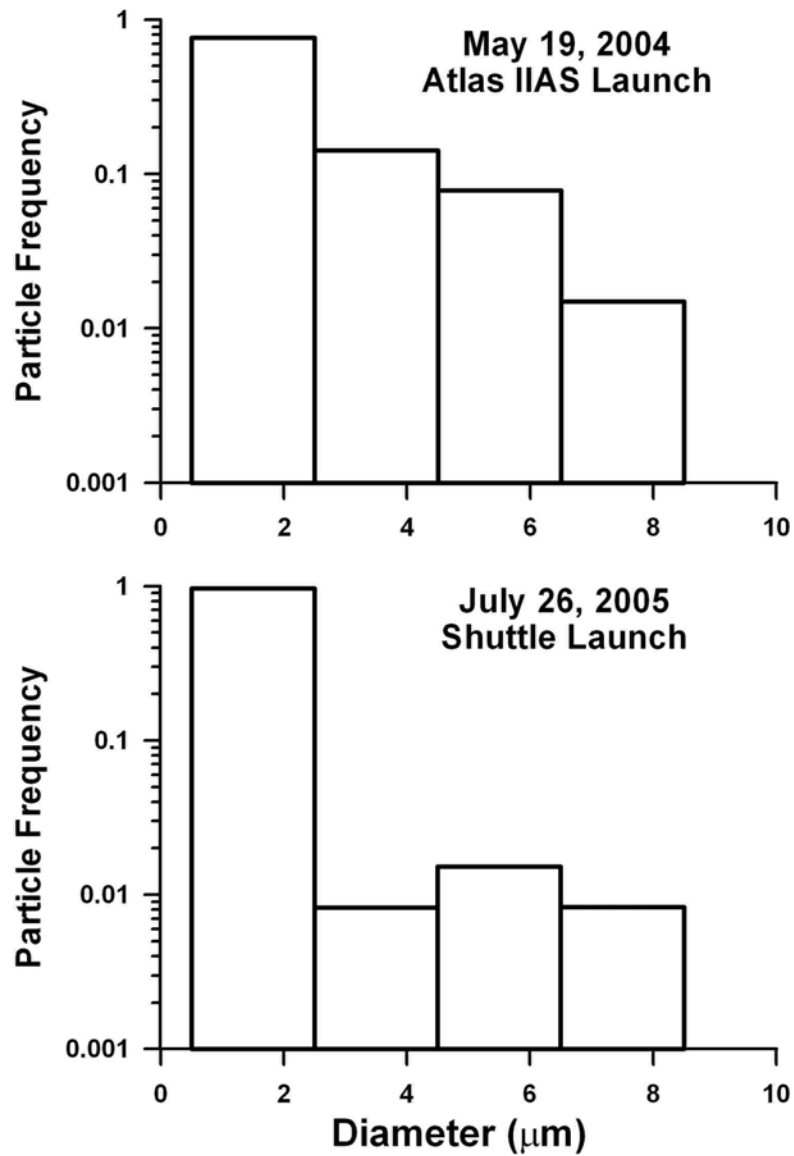 May 19, 2004
Atlas IIAS Launch
Particle Frequency
1
0.1
0.01
0.001
0 2 4 6 8 10
July 26, 2005
Shuttle Launch
Particle Frequency
1
0.1
0.01
0.001
0 2 4 6 8 10
Diameter (μm)